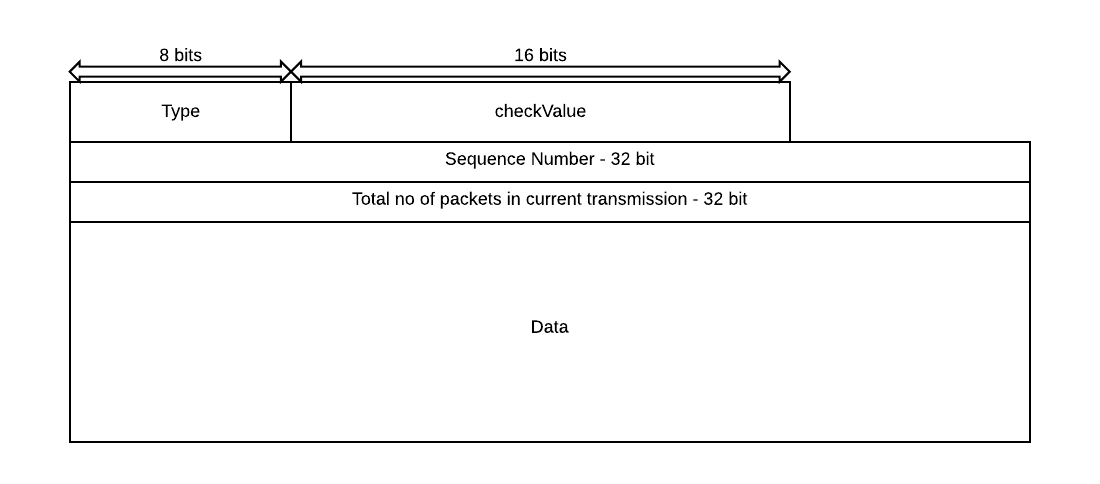 8 bits
16 bits
Type
checkValue
Sequence Number - 32 bit
Total no of packets in current transmission - 32 bit
Data